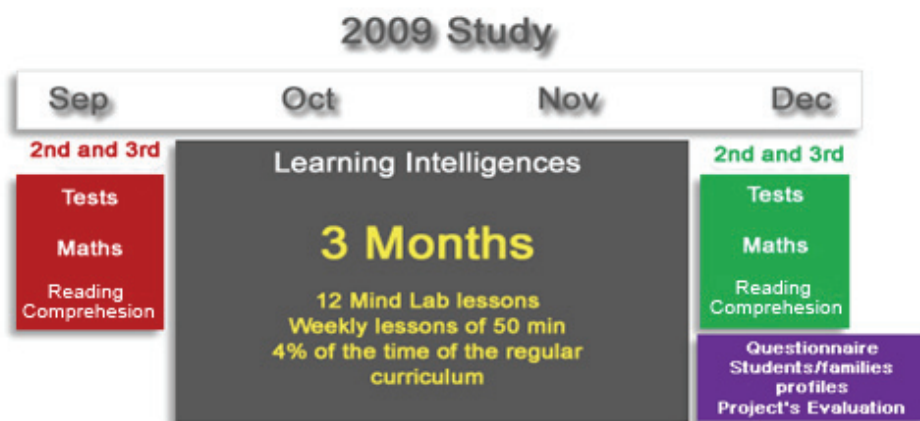 2009 Study
Sep Oct Nov Dec
2nd and 3rd
Tests
Maths
Reading
Comprehesion
Learning Intelligences
3 Months
12 Mind Lab lessons
Weekly lessons of 50 min
4% of the time of the regular
curriculum
2nd and 3rd
Tests
Maths
Reading
Comprehesion
Questionnaire
Students/families
profiles
Project's Evaluation